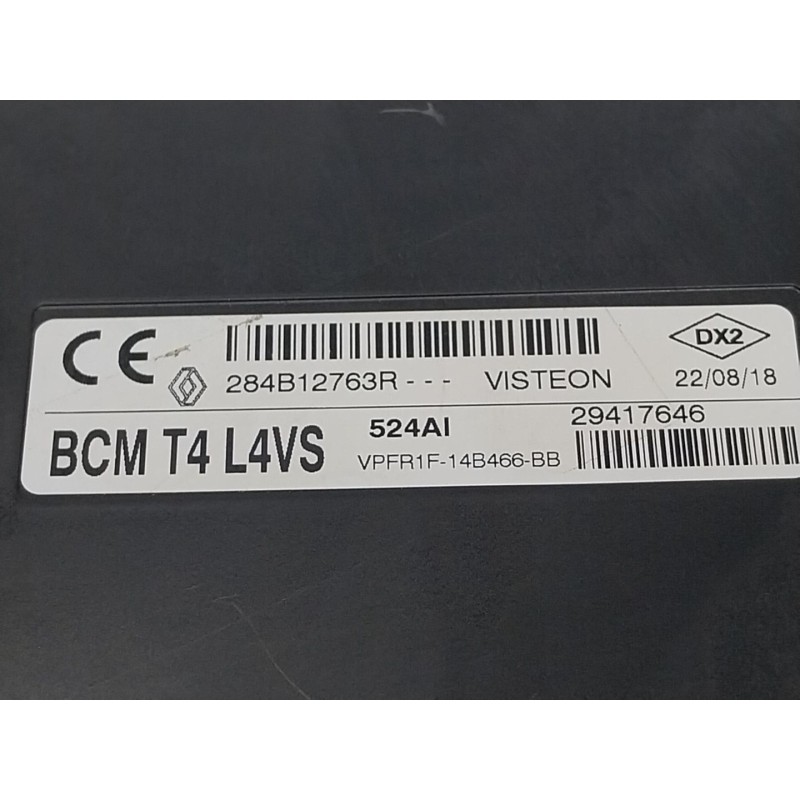 CE 284B12763R--- VISTEON DX2 22/08/18
BCM T4 L4VS 524AI 29417646
VPFR1F-14B466-BB